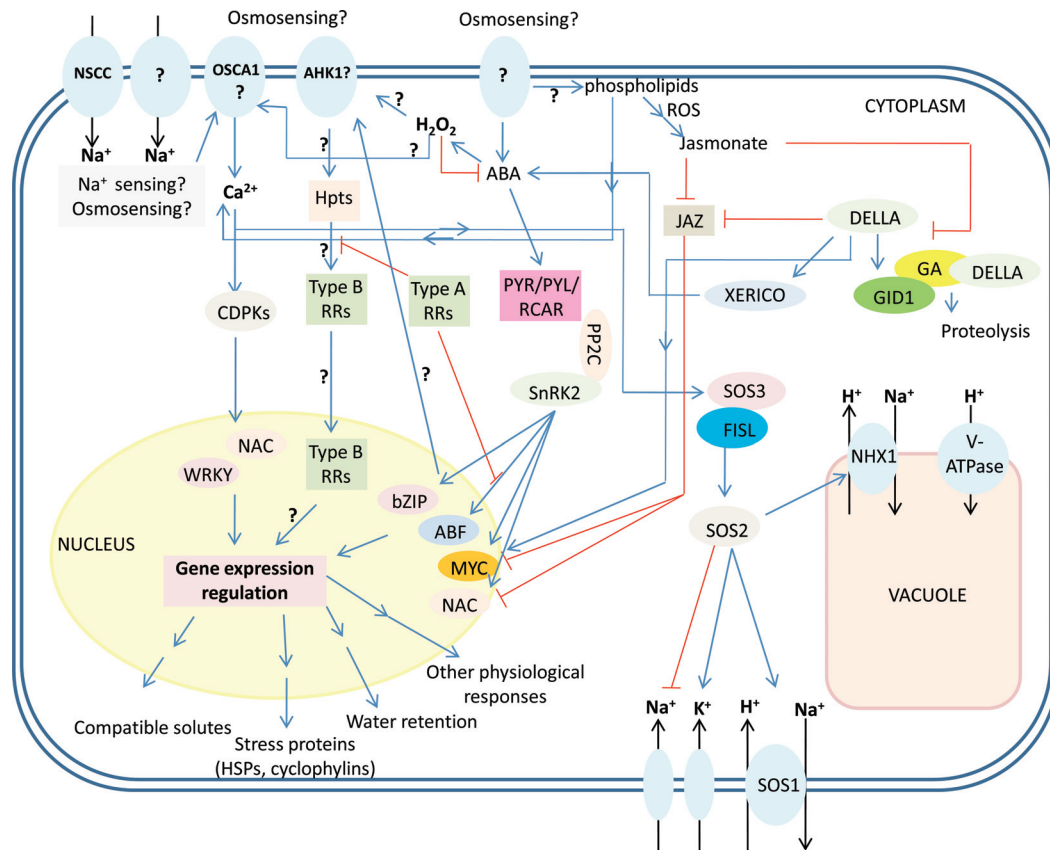 Osmosensing?
Osmosensing?
NSCC
?
OSCA1
?
AHK1?
?
?
phospholipids
ROS
CYTOPLASM
?
H₂O₂
?
Jasmonate
Na⁺
Na⁺
?
ABA
Na⁺ sensing?
Osmosensing?
Ca²⁺
Hpts
JAZ
DELLA
?
GA
DELLA
GID1
XERICO
Proteolysis
CDPKs
Type B
RRs
Type A
RRs
PYR/PYL/
RCAR
PP2C
?
?
SnRK2
SOS3
FISL
H⁺
Na⁺
H⁺
NHX1
V-
ATPase
NAC
WRKY
Type B
RRs
bZIP
ABF
MYC
NAC
?
NUCLEUS
Gene expression
regulation
SOS2
VACUOLE
Other physiological
responses
Compatible solutes
Water retention
Stress proteins
(HSPs, cyclophylins)
Na⁺
K⁺
H⁺
Na⁺
SOS1